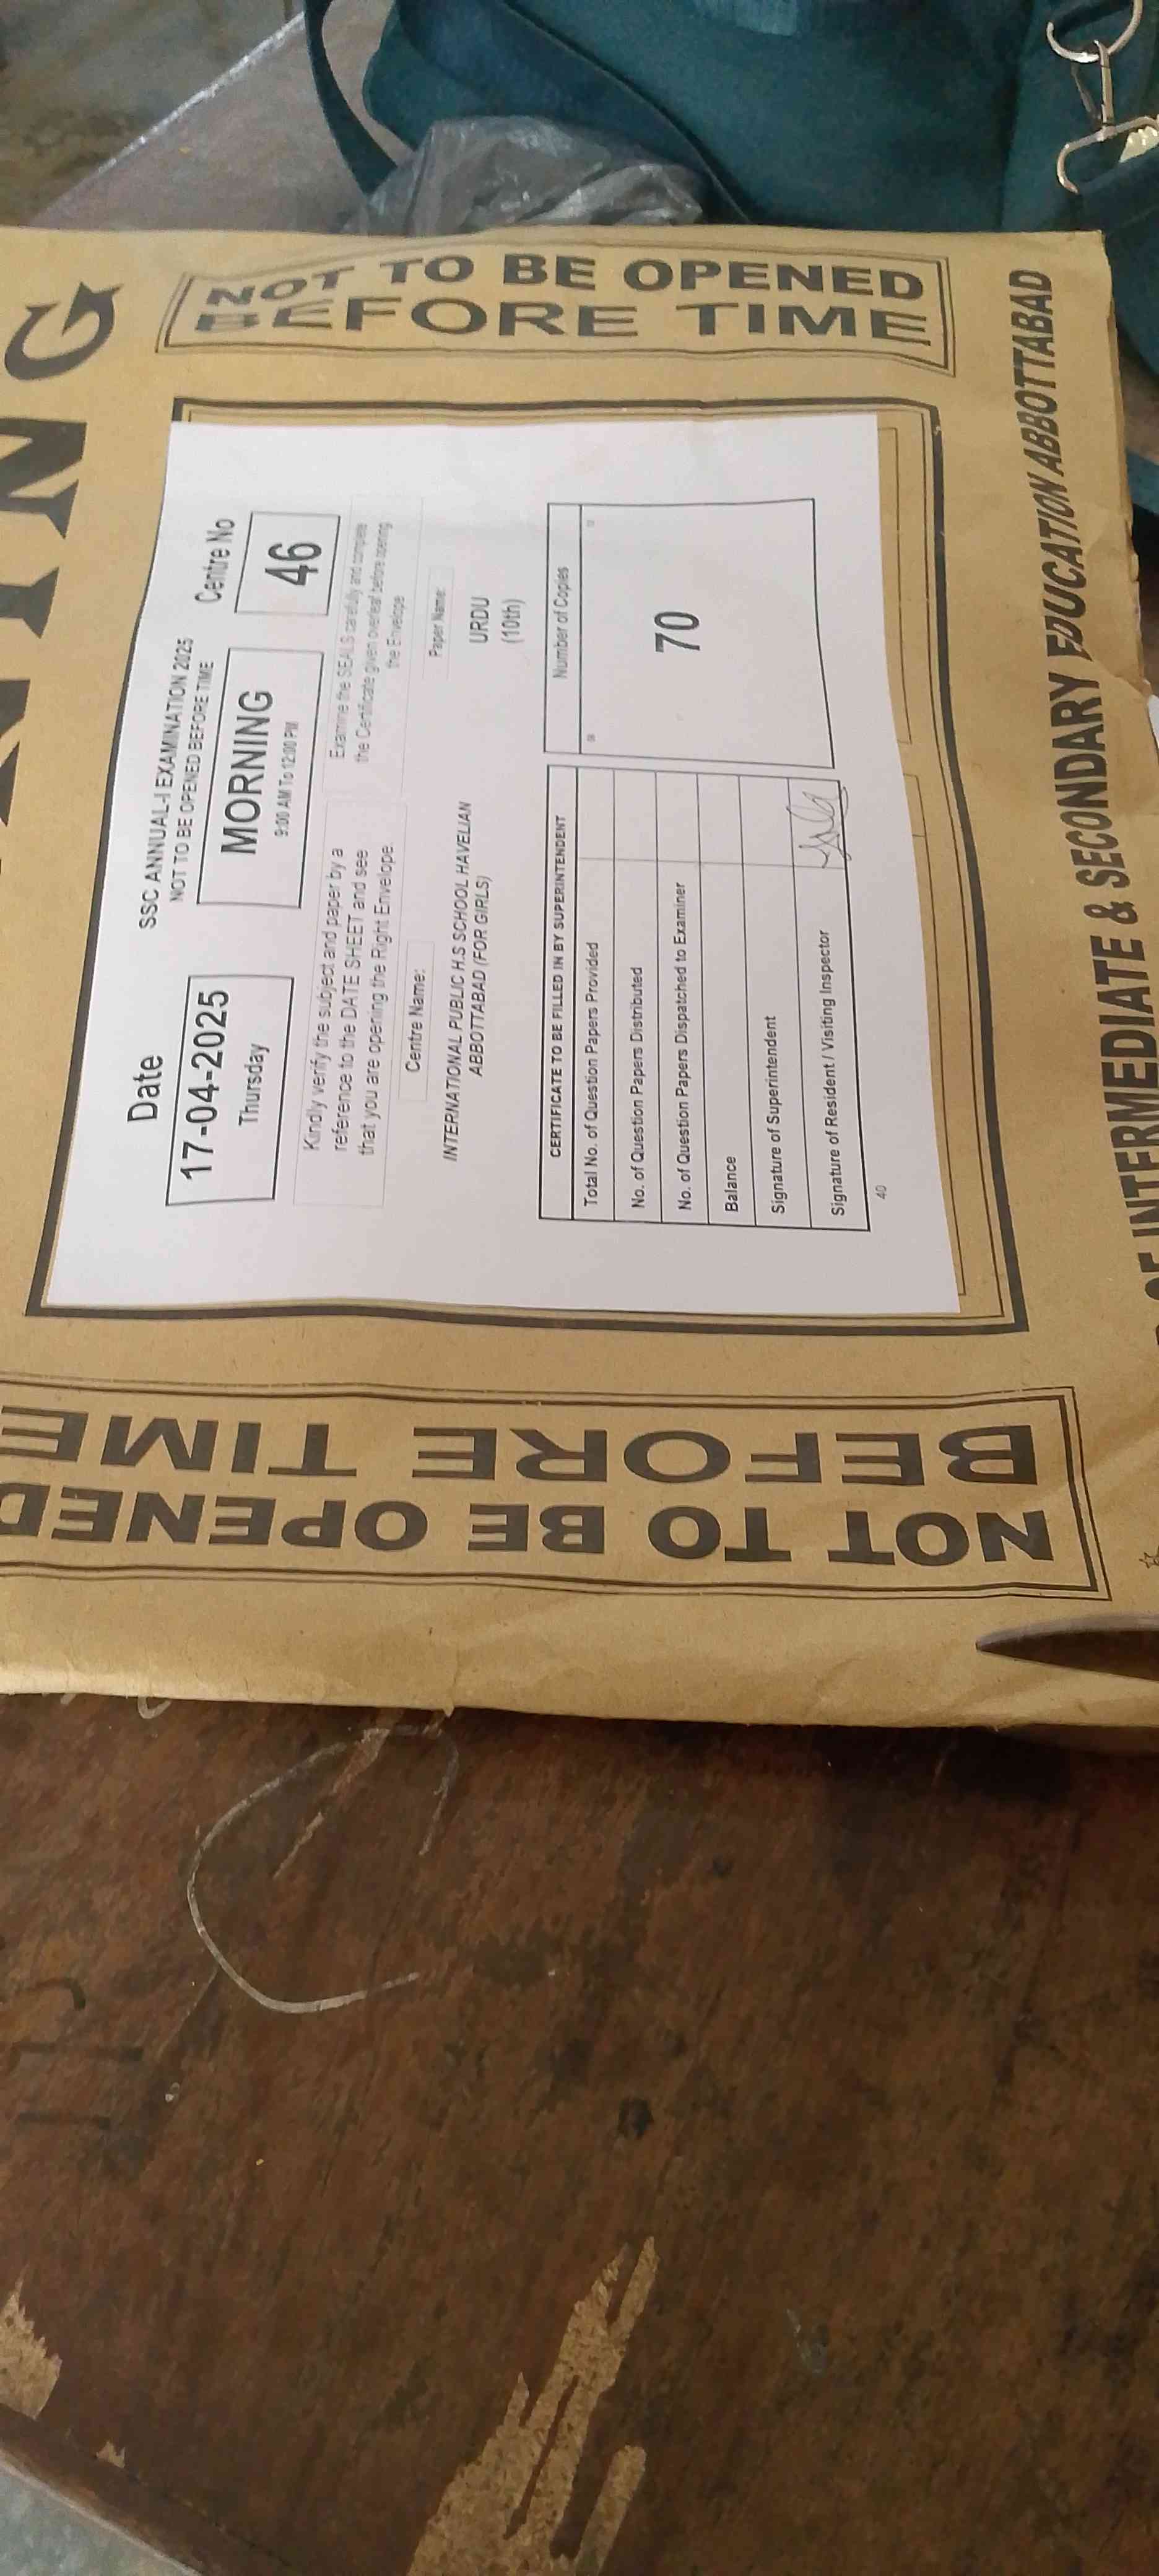 NOT TO BE OPENED
BEFORE TIME
SSC ANNUAL-I EXAMINATION 2025
NOT TO BE OPENED BEFORE TIME
Date
17-04-2025
Thursday
MORNING
9:00 AM To 12:00 PM
Centre No
46
Kindly verify the subject and paper by a
reference to the DATE SHEET and see
that you are opening the Right Envelope.
Examine the SEALS carefully and complete
the Certificate given overleaf before opening
the Envelope
Centre Name:
INTERNATIONAL PUBLIC H.S SCHOOL HAVELIAN
ABBOTTABAD (FOR GIRLS)
Paper Name:
URDU
(10th)
CERTIFICATE TO BE FILLED IN BY SUPERINTENDENT
Total No. of Question Papers Provided
No. of Question Papers Distributed
No. of Question Papers Dispatched to Examiner
Balance
Signature of Superintendent
Signature of Resident / Visiting Inspector
Number of Copies
70
40
OF INTERMEDIATE & SECONDARY EDUCATION ABBOTTABAD
NOT TO BE OPENED
BEFORE TIME